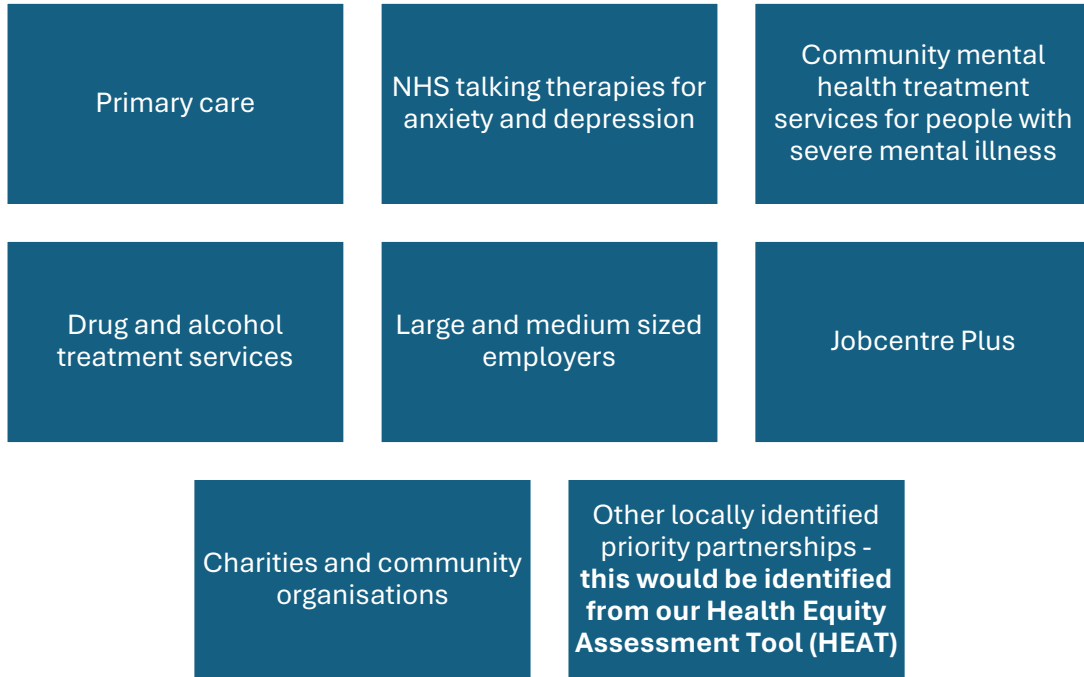 Primary care
NHS talking therapies for
anxiety and depression
Community mental
health treatment
services for people with
severe mental illness
Drug and alcohol
treatment services
Large and medium sized
employers
Jobcentre Plus
Charities and community
organisations
Other locally identified
priority partnerships -
this would be identified
from our Health Equity
Assessment Tool (HEAT)